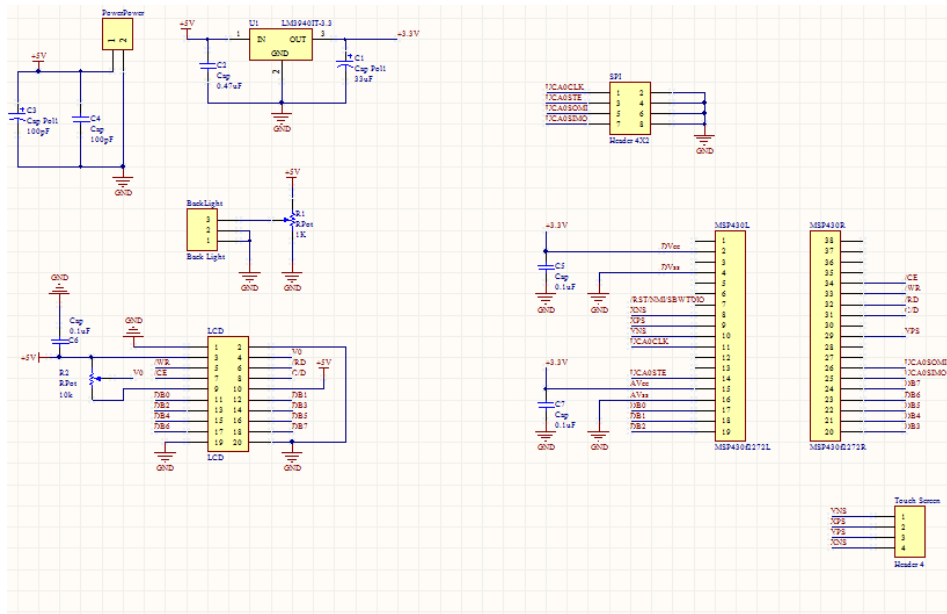 PowerPower
1 2
+5V
C3
Cap Pol1
100pF
C4
Cap
100pF
GND
+5V
U1 LM3940IT-3.3
1 IN OUT 3
GND
2
+3.3V
C2
Cap
0.47uF
C1
Cap Pol1
33uF
GND
SPI
UCA0CLK 1 2
UCA0STE 3 4
UCA0SOMI 5 6
UCA0SIMO 7 8
Header 4X2
GND
+5V
BackLight
3
2
1
Back Light
R1
RPot
1K
GND
GND
GND
Cap
0.1uF
C6
GND
+5V
R2
RPot
10k
V0
LCD
1 2
3 4 V0
/WR 5 6 /RD
/CE 7 8 C/D
9 10 +5V
DB0 11 12 DB1
DB2 13 14 DB3
DB4 15 16 DB5
DB6 17 18 DB7
19 20
LCD
GND
GND
+3.3V
C5
Cap
0.1uF
GND
GND
+3.3V
C7
Cap
0.1uF
GND
GND
MSP430L
1
DVcc 2
3
DVss 4
5
6
/RST/NMI/SBWTDIO 7
XNS 8
XPS 9
VNS 10
UCA0CLK 11
12
13
UCA0STE 14
AVcc 15
AVss 16
DB0 17
DB1 18
DB2 19
MSP430f2272L
MSP430R
38
37
36
35
34 /CE
33 /WR
32 /RD
31 C/D
30
29 VPS
28
27
26 UCA0SOMI
25 UCA0SIMO
24 DB7
23 DB6
22 DB5
21 DB4
20 DB3
MSP430f2272R
Touch Screen
VNS 1
XPS 2
VPS 3
XNS 4
Header 4